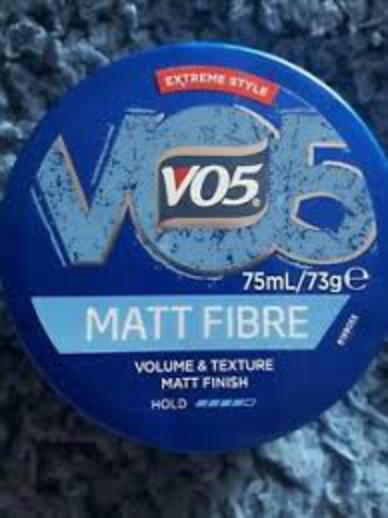 EXTREME STYLE
VO5
VO5
75mL/73g℮
MATT FIBRE
VOLUME & TEXTURE
MATT FINISH
HOLD